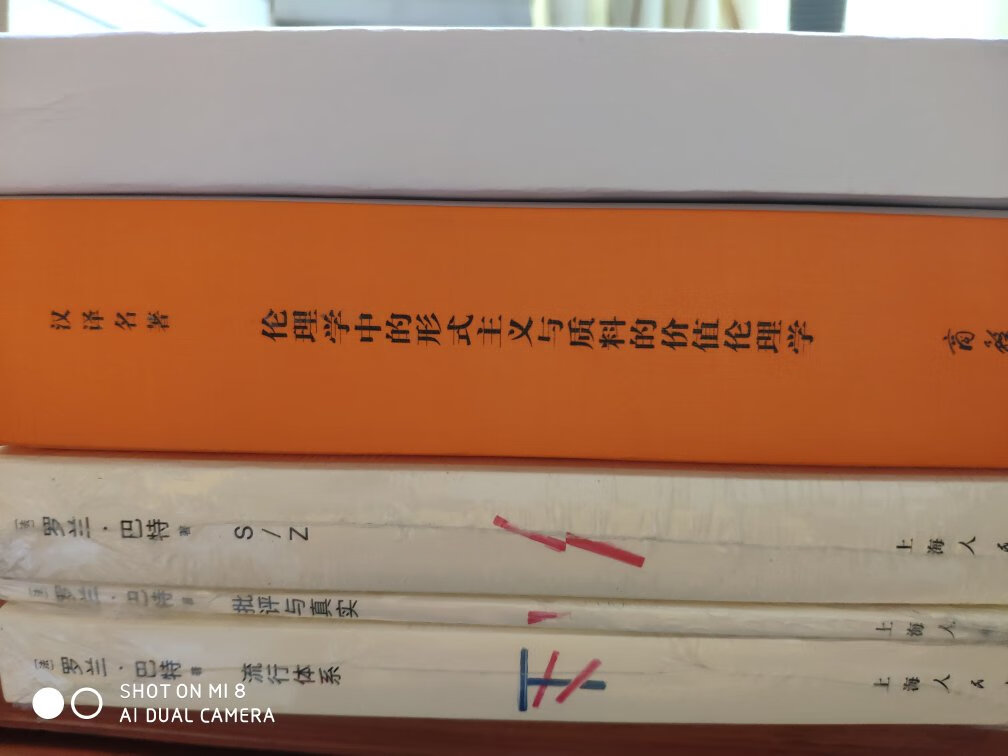 汉译名著 伦理学中的形式主义与质料的价值伦理学 商
[法] 罗兰·巴特 著 S/Z 上海人
[法] 罗兰·巴特 著 批评与真实 上海人
[法] 罗兰·巴特 著 流行体系 上海人民
SHOT ON MI 8
AI DUAL CAMERA